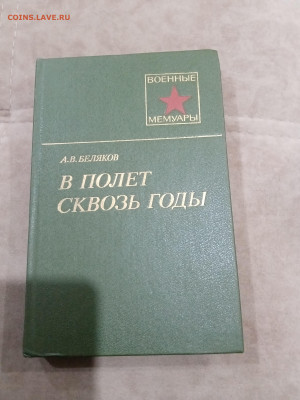 COINS.LAVE.RU
ВОЕННЫЕ
МЕМУАРЫ
А.В.БЕЛЯКОВ
В ПОЛЕТ
СКВОЗЬ ГОДЫ